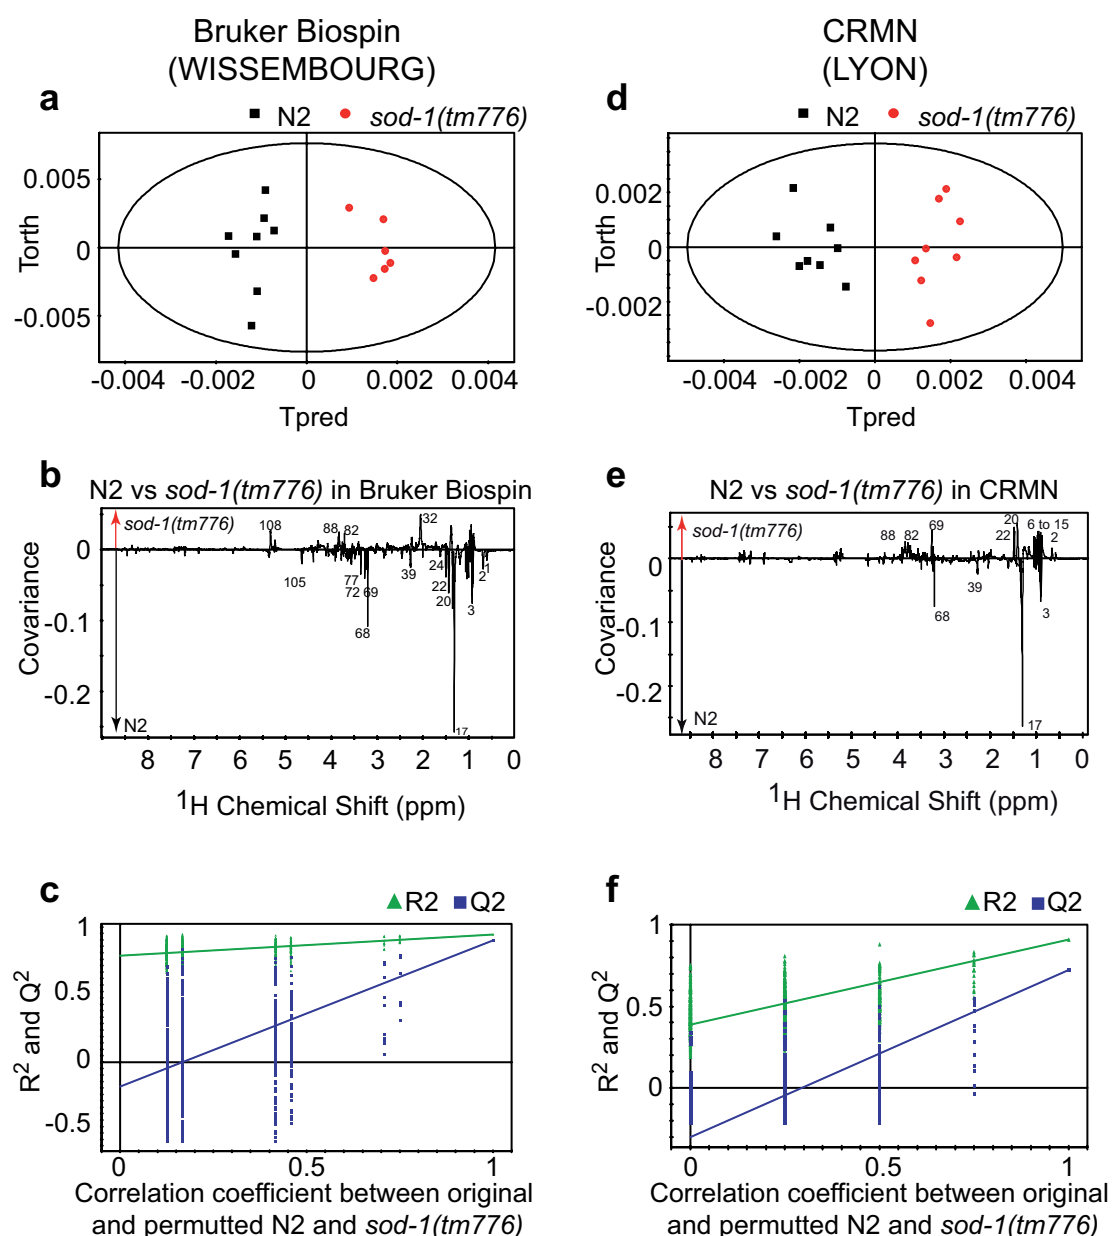 Bruker Biospin
(WISSEMBOURG)
CRMN
(LYON)
a
N2 sod-1(tm776)
0.005
0
-0.005
Torth
-0.004 -0.002 0 0.002 0.004
Tpred
d
N2 sod-1(tm776)
0.002
0
-0.002
Torth
-0.004 -0.002 0 0.002 0.004
Tpred
b
N2 vs sod-1(tm776) in Bruker Biospin
sod-1(tm776)
0
-0.1
-0.2
Covariance
N2
108
105
88 82
77
72 69
68
39
32
24
22
20
17
3
2 1
8 7 6 5 4 3 2 1 0
1H Chemical Shift (ppm)
e
N2 vs sod-1(tm776) in CRMN
sod-1(tm776)
0
-0.1
-0.2
Covariance
N2
88 82
69
68
39
20
22
17
6 to 15
2
3
8 7 6 5 4 3 2 1 0
1H Chemical Shift (ppm)
c
R2 Q2
1
0.5
0
-0.5
R2 and Q2
0 0.5 1
Correlation coefficient between original
and permutted N2 and sod-1(tm776)
f
R2 Q2
1
0.5
0
R2 and Q2
0 0.5 1
Correlation coefficient between original
and permutted N2 and sod-1(tm776)